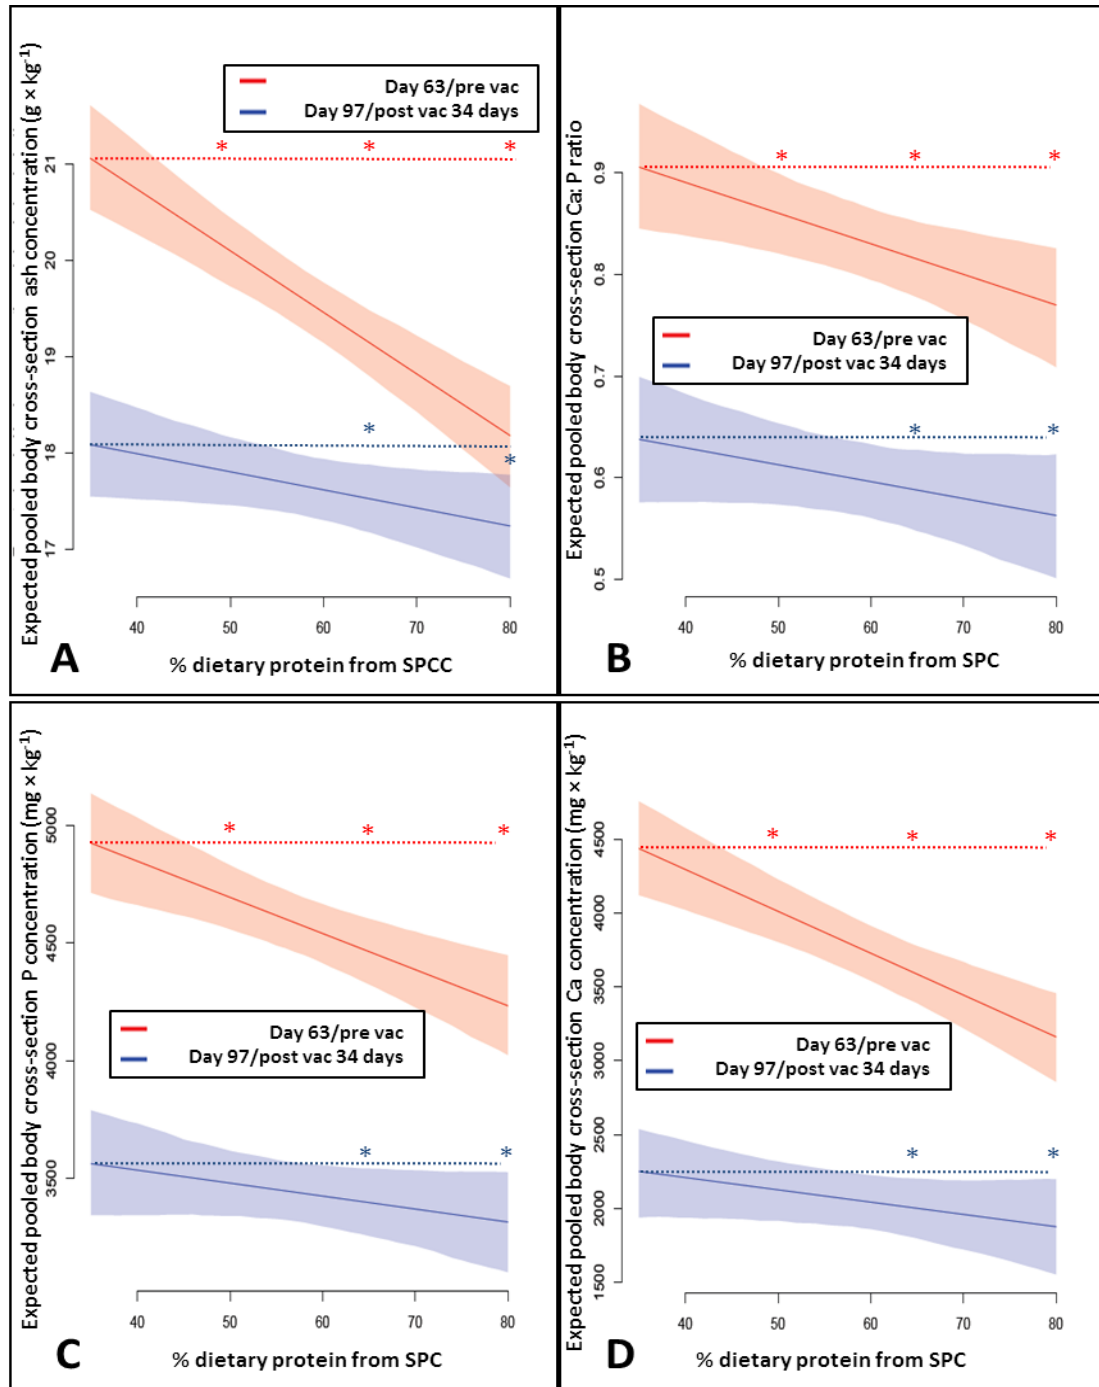 Expected pooled body cross-section ash concentration (g × kg⁻¹)
Day 63/pre vac
Day 97/post vac 34 days
* * *
21
20
19
18
17
*
*
40 50 60 70 80
A
% dietary protein from SPCC
Expected pooled body cross-section Ca: P ratio
* * *
0.9
0.8
0.7
0.6
0.5
Day 63/pre vac
Day 97/post vac 34 days
* *
40 50 60 70 80
B
% dietary protein from SPC
Expected pooled body cross-section P concentration (mg × kg⁻¹)
* * *
5000
4500
4000
3500
Day 63/pre vac
Day 97/post vac 34 days
* *
40 50 60 70 80
C
% dietary protein from SPC
Expected pooled body cross-section Ca concentration (mg × kg⁻¹)
* * *
4500
4000
3500
3000
2500
2000
1500
Day 63/pre vac
Day 97/post vac 34 days
* *
40 50 60 70 80
D
% dietary protein from SPC